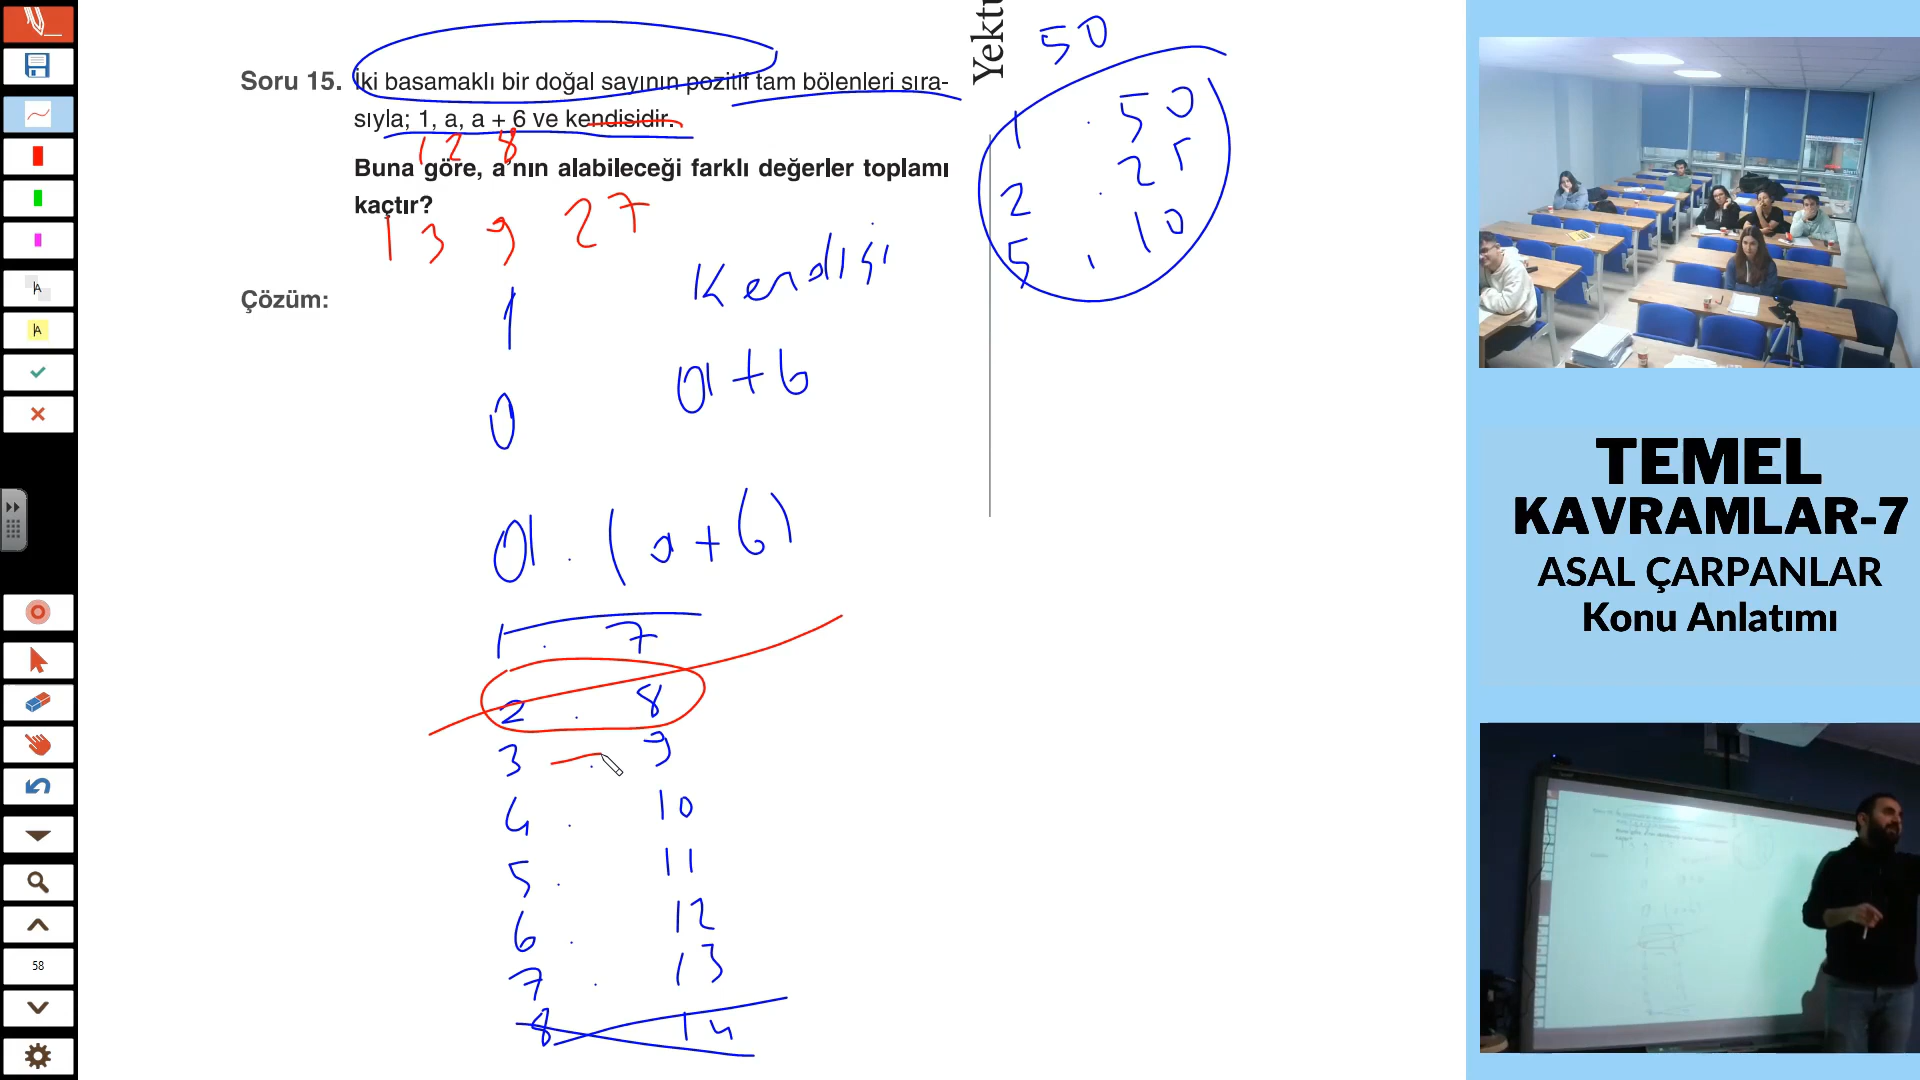 Soru 15. İki basamaklı bir doğal sayının pozitif tam bölenleri sıra-
sıyla; 1, a, a + 6 ve kendisidir.
1 2 8
Buna göre, a'nın alabileceği farklı değerler toplamı
kaçtır?
1 3 9 27
Çözüm:
1 Kendisi
a a+6
a . (a+6)
1 . 7
2 . 8
3 . 9
4 . 10
5 . 11
6 . 12
7 . 13
8 14
Yektu
50
1 . 50
2 . 25
5 . 10
58
TEMEL
KAVRAMLAR-7
ASAL ÇARPANLAR
Konu Anlatımı